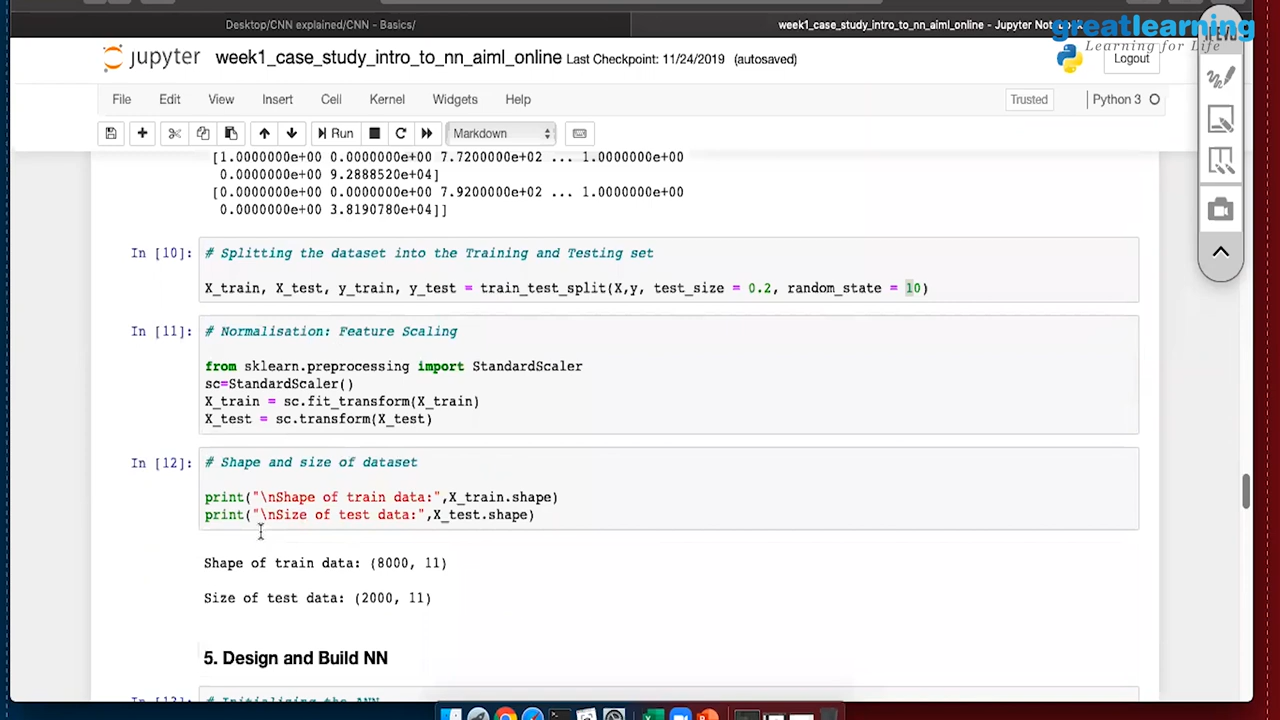 Desktop/CNN explained/CNN - Basics/
week1_case_study_intro_to_nn_aiml_online - Jupyter Notebook
greatlearning
Learning for Life
jupyter week1_case_study_intro_to_nn_aiml_online Last Checkpoint: 11/24/2019 (autosaved)
Logout
File Edit View Insert Cell Kernel Widgets Help
Trusted
Python 3
Run
Markdown
[1.0000000e+00 0.0000000e+00 7.7200000e+02 ... 1.0000000e+00
0.0000000e+00 9.2888520e+04]
[0.0000000e+00 0.0000000e+00 7.9200000e+02 ... 1.0000000e+00
0.0000000e+00 3.8190780e+04]]
In [10]: # Splitting the dataset into the Training and Testing set
X_train, X_test, y_train, y_test = train_test_split(X,y, test_size = 0.2, random_state = 10)
In [11]: # Normalisation: Feature Scaling
from sklearn.preprocessing import StandardScaler
sc=StandardScaler()
X_train = sc.fit_transform(X_train)
X_test = sc.transform(X_test)
In [12]: # Shape and size of dataset
print("\nShape of train data:",X_train.shape)
print("\nSize of test data:",X_test.shape)
Shape of train data: (8000, 11)
Size of test data: (2000, 11)
5. Design and Build NN
In [13]: # Initialising the ANN